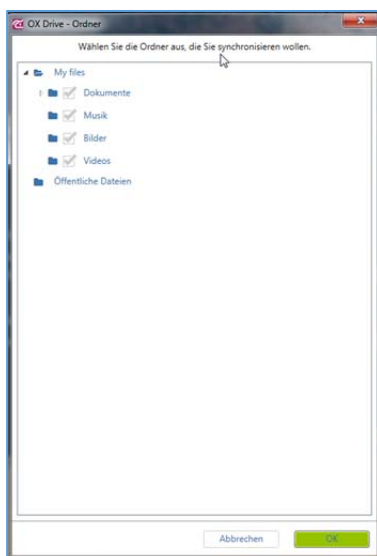 OX Drive - Ordner
Wählen Sie die Ordner aus, die Sie synchronisieren wollen.
My files
Dokumente
Musik
Bilder
Videos
Öffentliche Dateien
Abbrechen OK